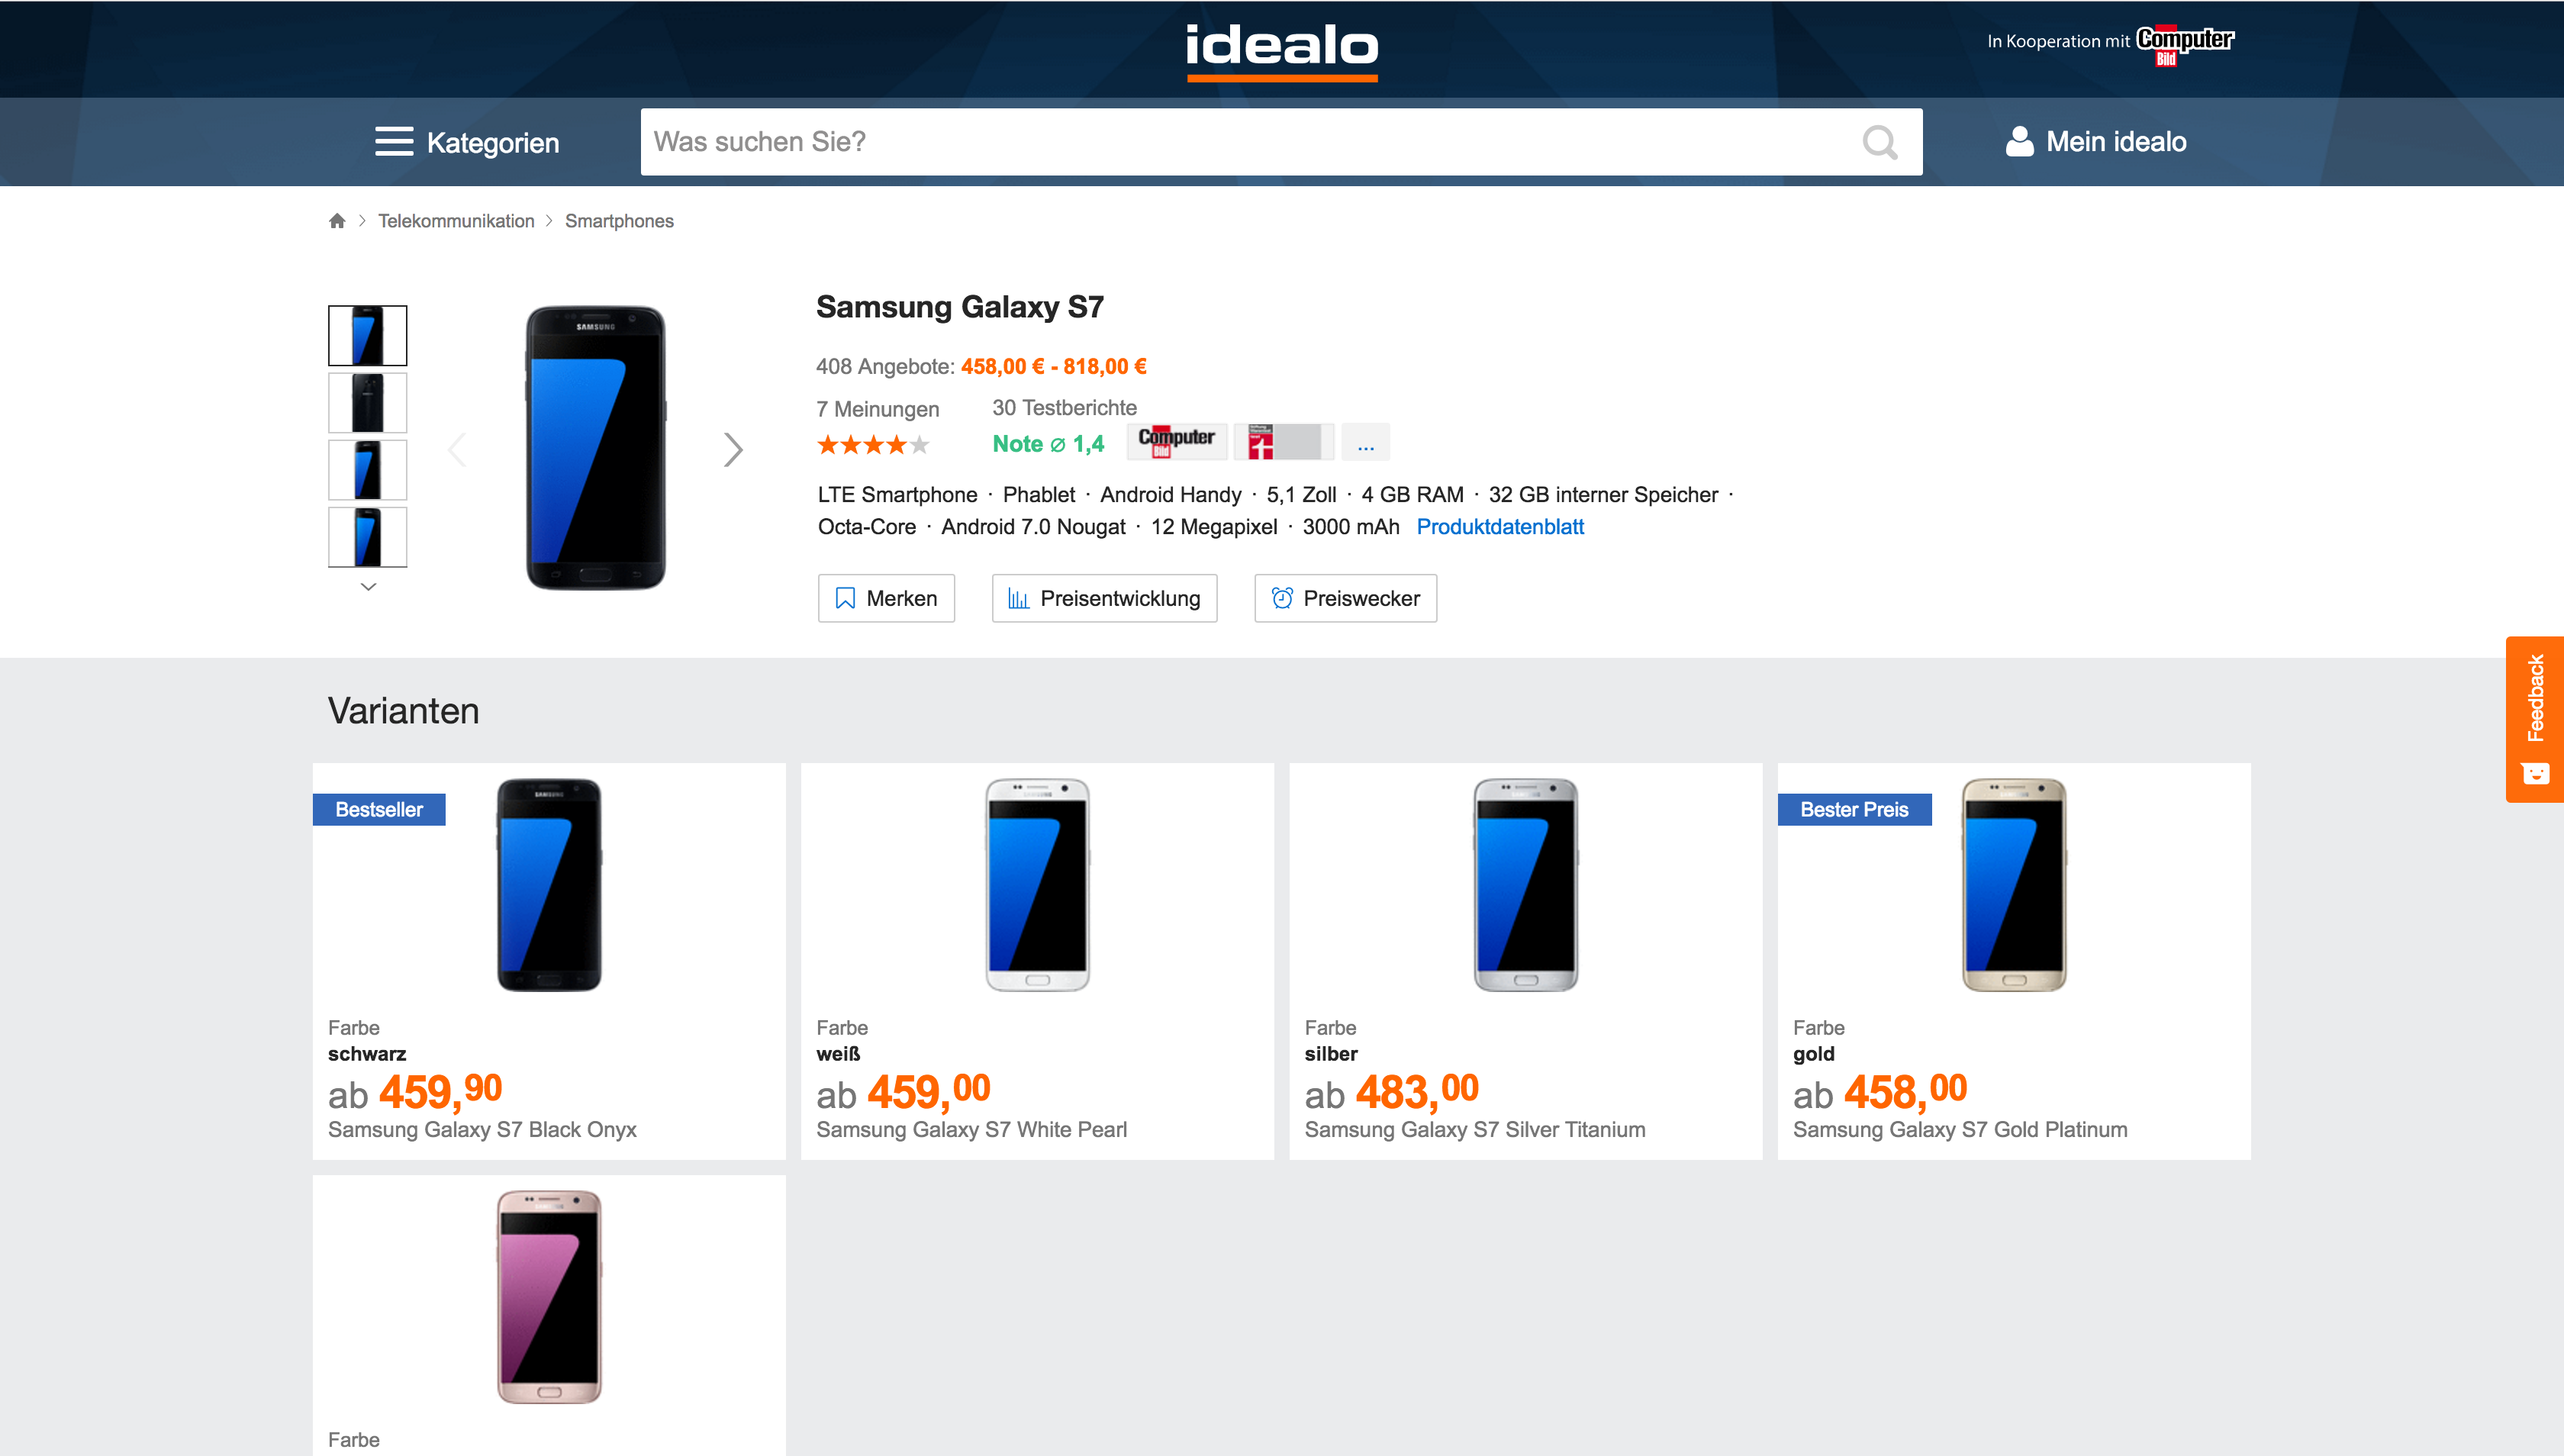 idealo
In Kooperation mit Computer Bild
Kategorien
Was suchen Sie?
Mein idealo
Telekommunikation
Smartphones
Samsung Galaxy S7
408 Angebote: 458,00 € - 818,00 €
7 Meinungen
30 Testberichte
Note ⌀ 1,4
Computer Bild
...
LTE Smartphone · Phablet · Android Handy · 5,1 Zoll · 4 GB RAM · 32 GB interner Speicher ·
Octa-Core · Android 7.0 Nougat · 12 Megapixel · 3000 mAh Produktdatenblatt
Merken
Preisentwicklung
Preiswecker
SAMSUNG
Feedback
Varianten
Bestseller
Farbe
schwarz
ab 459,90
Samsung Galaxy S7 Black Onyx
Farbe
weiß
ab 459,00
Samsung Galaxy S7 White Pearl
Farbe
silber
ab 483,00
Samsung Galaxy S7 Silver Titanium
Bester Preis
Farbe
gold
ab 458,00
Samsung Galaxy S7 Gold Platinum
Farbe